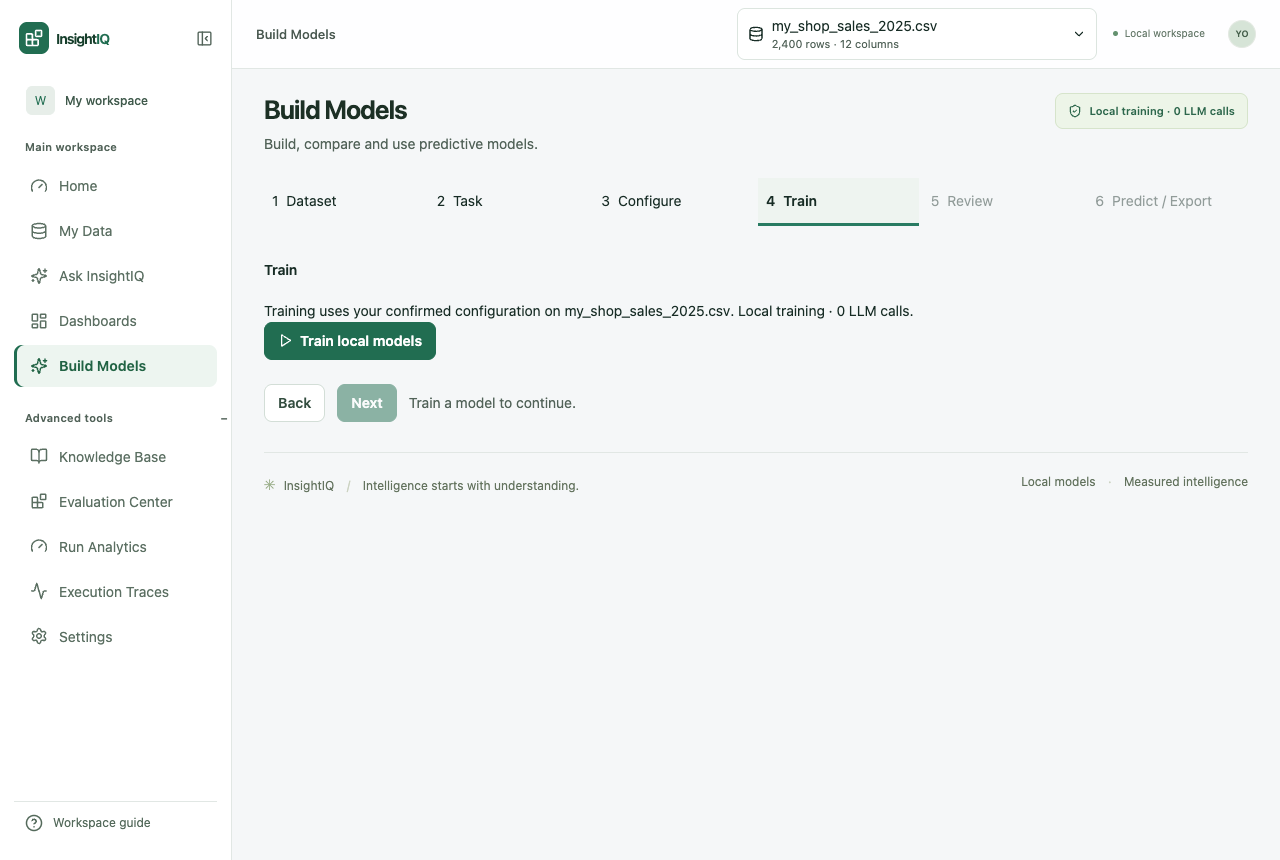 InsightIQ
W My workspace
Main workspace
Home
My Data
Ask InsightIQ
Dashboards
Build Models
Advanced tools
Knowledge Base
Evaluation Center
Run Analytics
Execution Traces
Settings
Workspace guide
Build Models
my_shop_sales_2025.csv
2,400 rows · 12 columns
Local workspace
YO
Build Models
Local training · 0 LLM calls
Build, compare and use predictive models.
1 Dataset
2 Task
3 Configure
4 Train
5 Review
6 Predict / Export
Train
Training uses your confirmed configuration on my_shop_sales_2025.csv. Local training · 0 LLM calls.
Train local models
Back
Next
Train a model to continue.
InsightIQ / Intelligence starts with understanding.
Local models · Measured intelligence